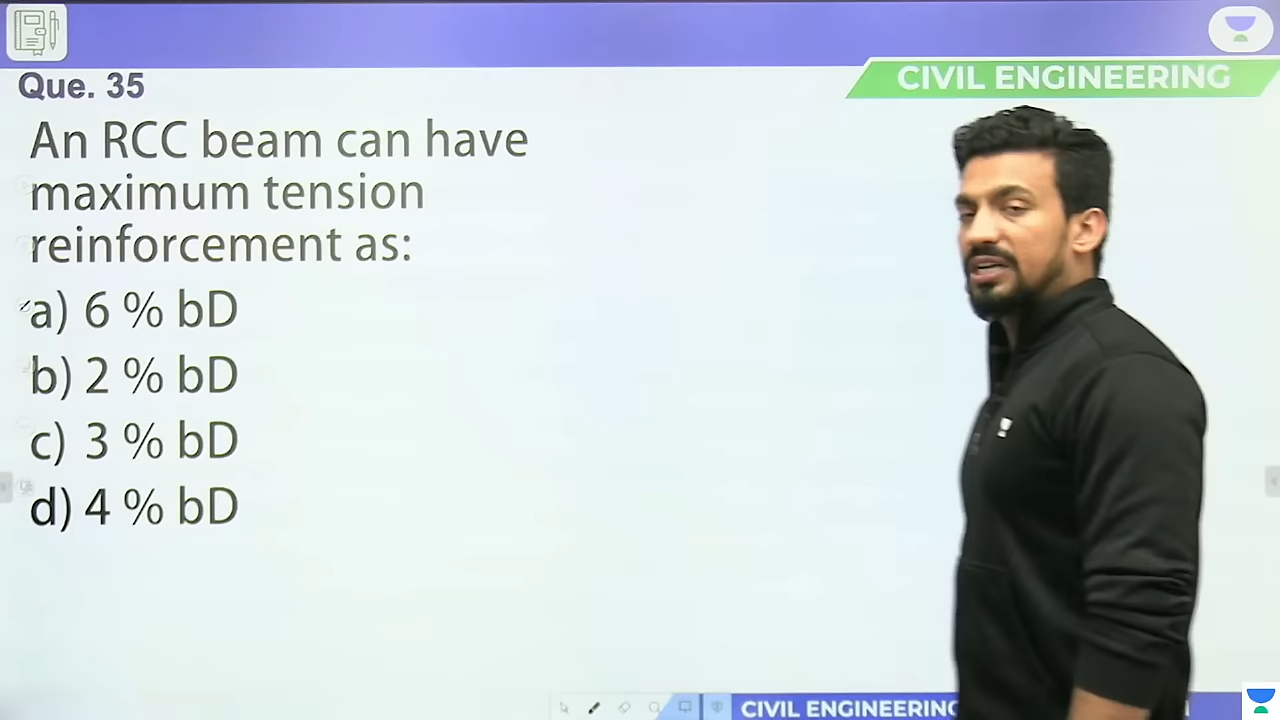 Que. 35
CIVIL ENGINEERING
An RCC beam can have
maximum tension
reinforcement as:
a) 6 % bD
b) 2 % bD
c) 3 % bD
d) 4 % bD
CIVIL ENGINEERING